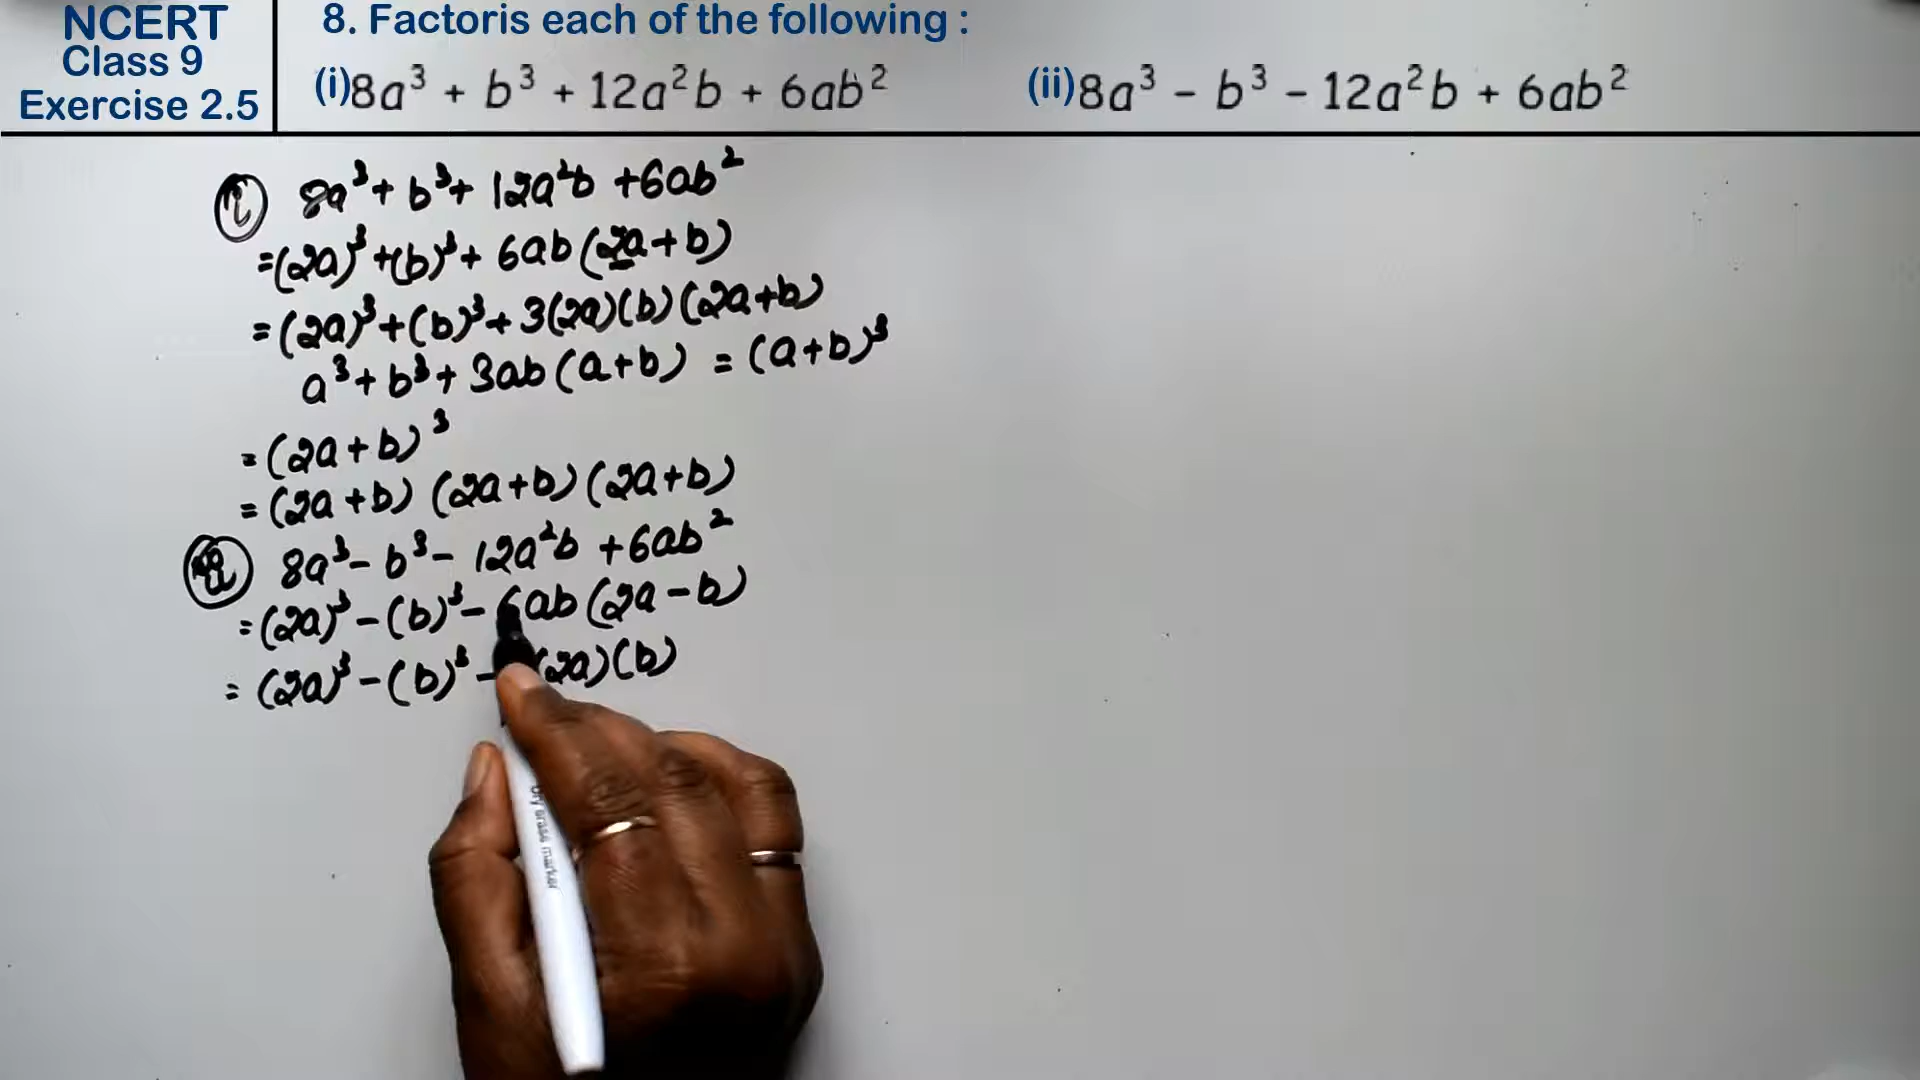 NCERT
Class 9
Exercise 2.5
8. Factoris each of the following :
(i) 8a³ + b³ + 12a²b + 6ab²
(ii) 8a³ - b³ - 12a²b + 6ab²
(i) 8a³ + b³ + 12a²b + 6ab²
= (2a)³ + (b)³ + 6ab (2a + b)
= (2a)³ + (b)³ + 3(2a)(b)(2a+b)
a³ + b³ + 3ab (a+b) = (a+b)³
= (2a + b)³
= (2a + b) (2a+b) (2a+b)
(ii) 8a³ - b³ - 12a²b + 6ab²
= (2a)³ - (b)³ - 6ab (2a - b)
= (2a)³ - (b)³ - (2a)(b)
Dry erase marker